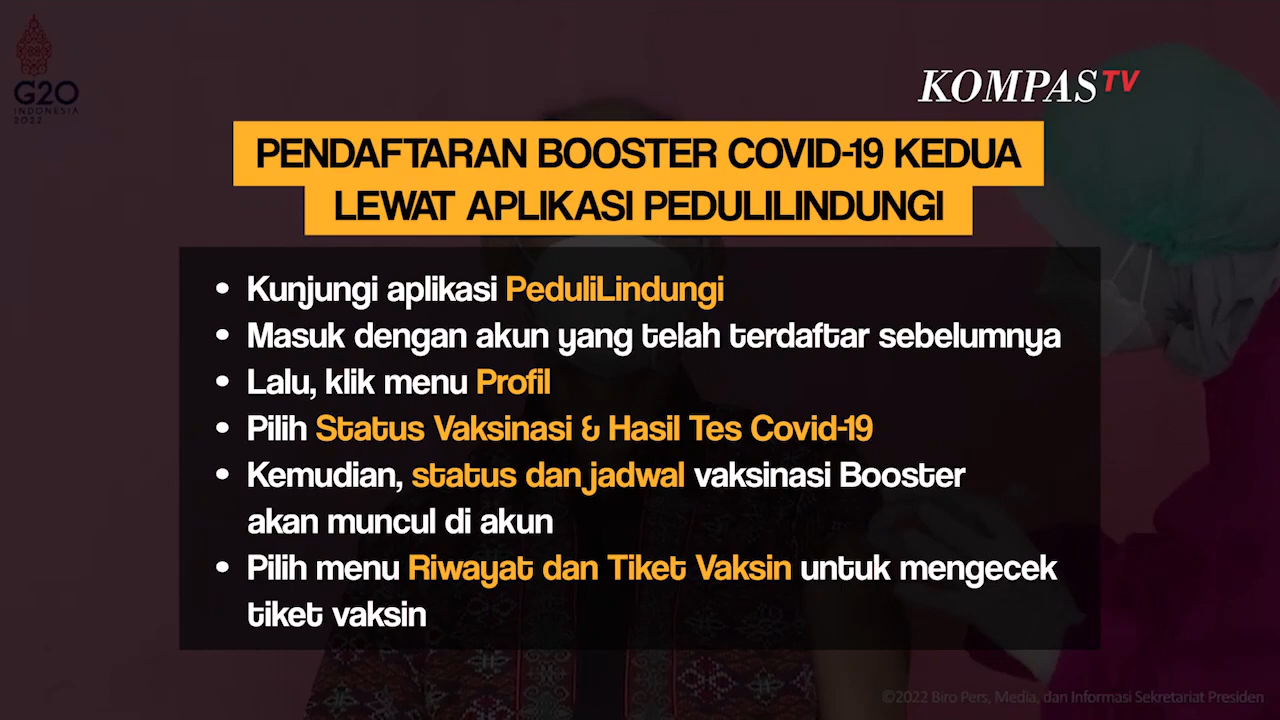 G20
INDONESIA
2022
KOMPAS TV
PENDAFTARAN BOOSTER COVID-19 KEDUA
LEWAT APLIKASI PEDULILINDUNGI
• Kunjungi aplikasi PeduliLindungi
• Masuk dengan akun yang telah terdaftar sebelumnya
• Lalu, klik menu Profil
• Pilih Status Vaksinasi & Hasil Tes Covid-19
• Kemudian, status dan jadwal vaksinasi Booster
akan muncul di akun
• Pilih menu Riwayat dan Tiket Vaksin untuk mengecek
tiket vaksin
©2022 Biro Pers, Media, dan Informasi Sekretariat Presiden